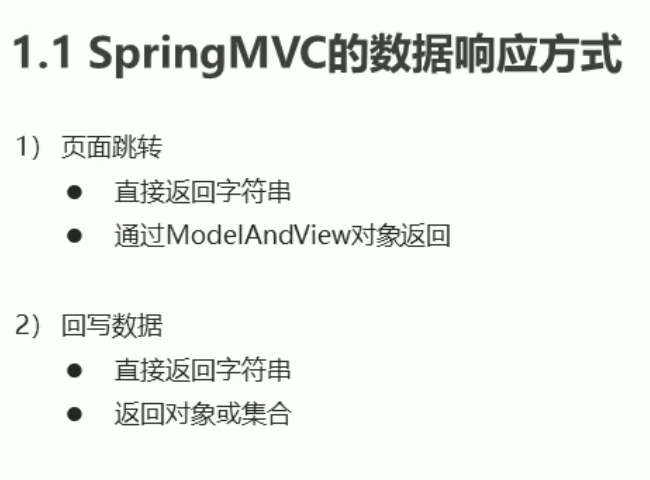 1.1 SpringMVC的数据响应方式
1） 页面跳转
● 直接返回字符串
● 通过ModelAndView对象返回
2） 回写数据
● 直接返回字符串
● 返回对象或集合